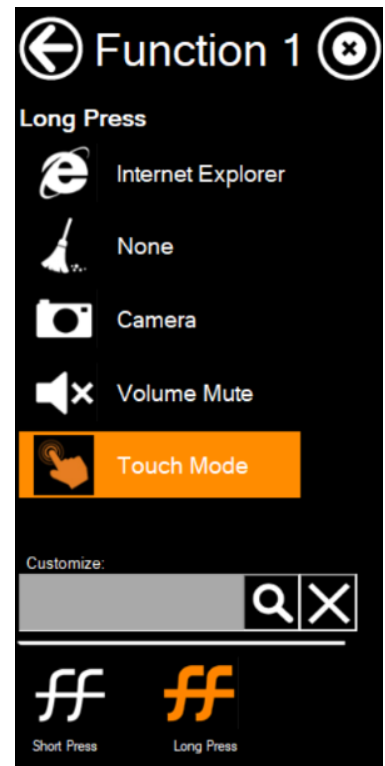 Function 1
Long Press
Internet Explorer
None
Camera
Volume Mute
Touch Mode
Customize:
Short Press
Long Press